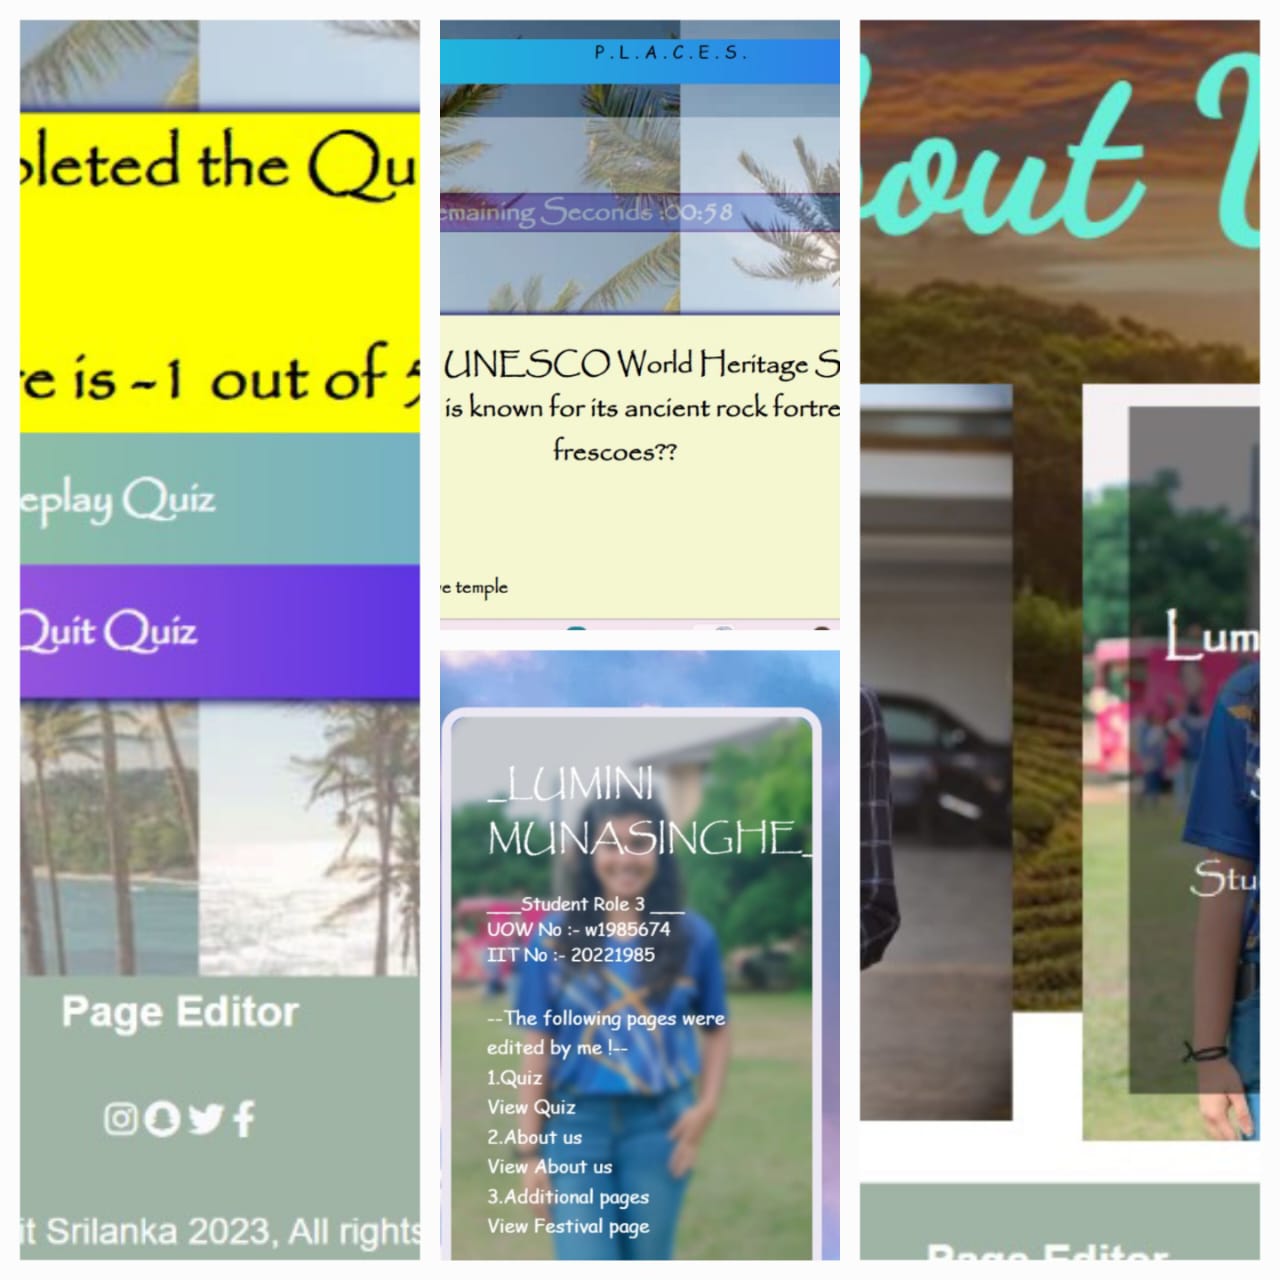 pleted the Qu
re is -1 out of 5
eplay Quiz
Quit Quiz
Page Editor
it Srilanka 2023, All rights
P.L.A.C.E.S.
emaining Seconds :00:58
UNESCO World Heritage S
is known for its ancient rock fortre
frescoes??
e temple
_LUMINI
MUNASINGHE_
___Student Role 3 ___
UOW No :- w1985674
IIT No :- 20221985
--The following pages were
edited by me !--
1.Quiz
View Quiz
2.About us
View About us
3.Additional pages
View Festival page
bout U
Lum
S
Stu
Page Editor